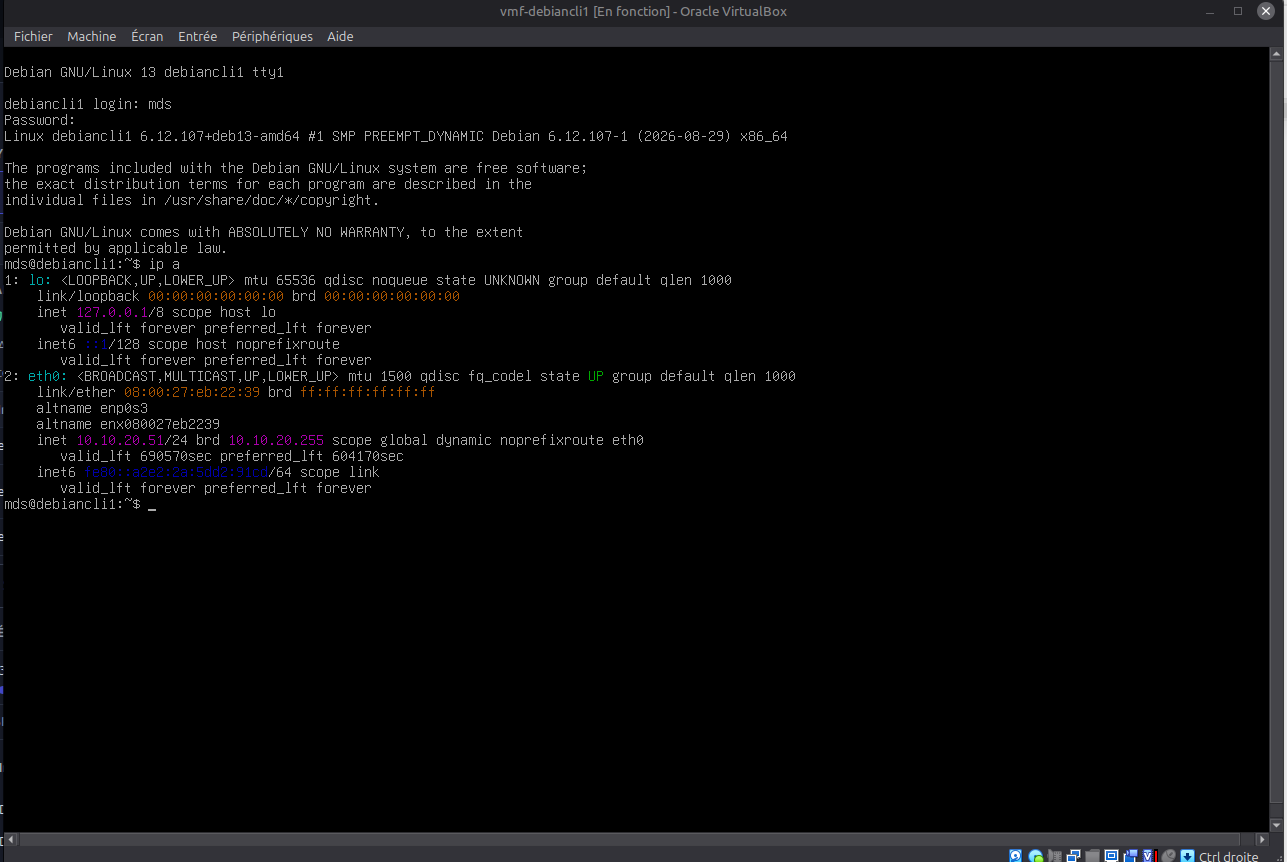 vmf-debiancli1 [En fonction] - Oracle VirtualBox
Fichier Machine Écran Entrée Périphériques Aide
Debian GNU/Linux 13 debiancli1 tty1
debiancli1 login: mds
Password:
Linux debiancli1 6.12.107+deb13-amd64 #1 SMP PREEMPT_DYNAMIC Debian 6.12.107-1 (2026-08-29) x86_64
The programs included with the Debian GNU/Linux system are free software;
the exact distribution terms for each program are described in the
individual files in /usr/share/doc/*/copyright.
Debian GNU/Linux comes with ABSOLUTELY NO WARRANTY, to the extent
permitted by applicable law.
mds@debiancli1:~$ ip a
1: lo: <LOOPBACK,UP,LOWER_UP> mtu 65536 qdisc noqueue state UNKNOWN group default qlen 1000
link/loopback 00:00:00:00:00:00 brd 00:00:00:00:00:00
inet 127.0.0.1/8 scope host lo
valid_lft forever preferred_lft forever
inet6 ::1/128 scope host noprefixroute
valid_lft forever preferred_lft forever
2: eth0: <BROADCAST,MULTICAST,UP,LOWER_UP> mtu 1500 qdisc fq_codel state UP group default qlen 1000
link/ether 08:00:27:eb:22:39 brd ff:ff:ff:ff:ff:ff
altname enp0s3
altname enx080027eb2239
inet 10.10.20.51/24 brd 10.10.20.255 scope global dynamic noprefixroute eth0
valid_lft 690570sec preferred_lft 604170sec
inet6 fe80::a2e2:2a:5dd2:91cd/64 scope link
valid_lft forever preferred_lft forever
mds@debiancli1:~$ _
Ctrl droite